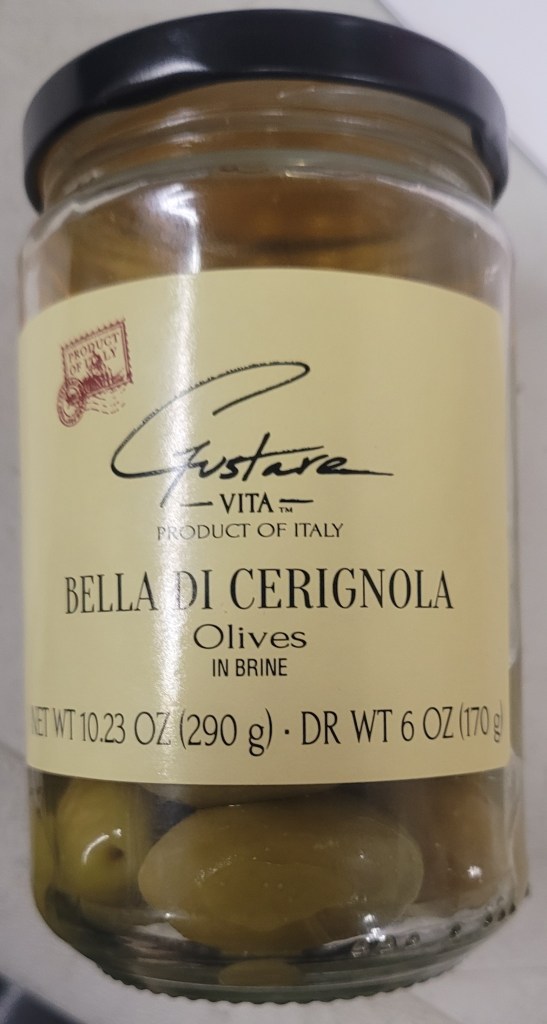 PRODUCT
OF ITALY
Gustare
VITA™
PRODUCT OF ITALY
BELLA DI CERIGNOLA
Olives
IN BRINE
NET WT 10.23 OZ (290 g) · DR WT 6 OZ (170 g)